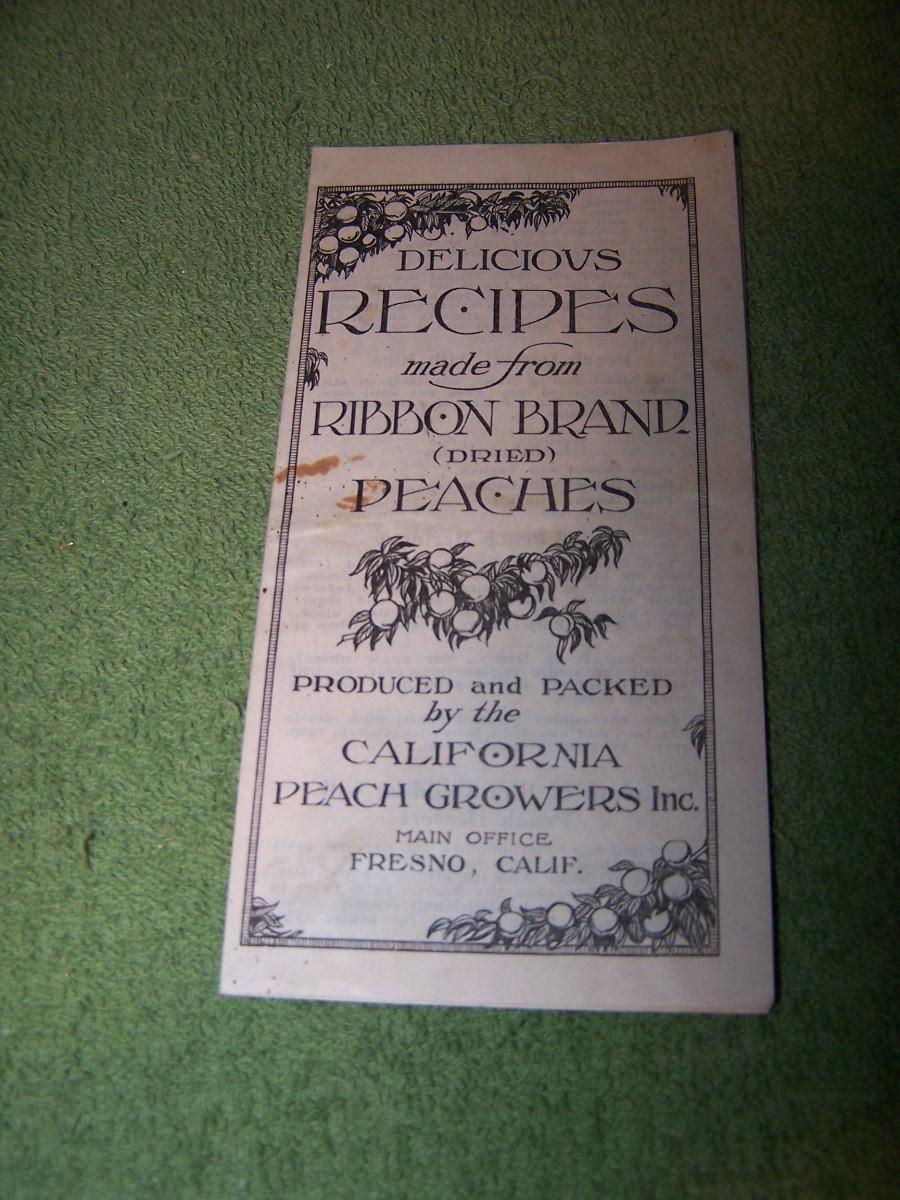 DELICIOVS
RECIPES
made from
RIBBON BRAND
(DRIED)
PEACHES
PRODUCED and PACKED
by the
CALIFORNIA
PEACH GROWERS Inc.
MAIN OFFICE
FRESNO, CALIF.